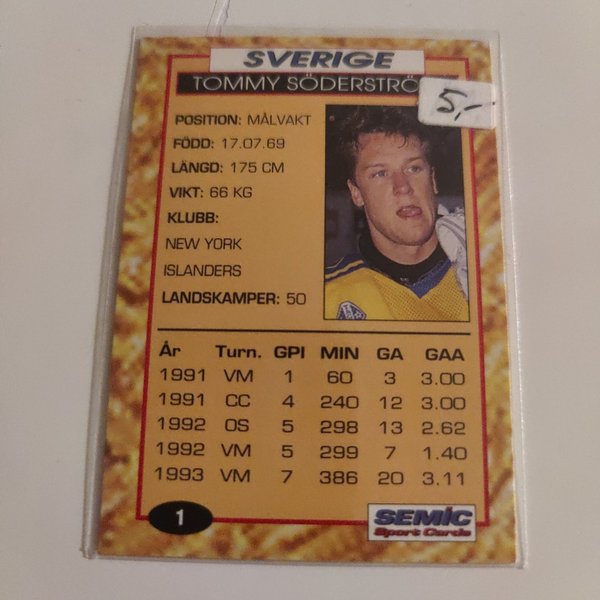 SVERIGE
TOMMY SÖDERSTRÖ
5,-
POSITION: MÅLVAKT
FÖDD: 17.07.69
LÄNGD: 175 CM
VIKT: 66 KG
KLUBB:
NEW YORK
ISLANDERS
LANDSKAMPER: 50
År Turn. GPI MIN GA GAA
1991 VM 1 60 3 3.00
1991 CC 4 240 12 3.00
1992 OS 5 298 13 2.62
1992 VM 5 299 7 1.40
1993 VM 7 386 20 3.11
1
SEMIC
Sport Cards